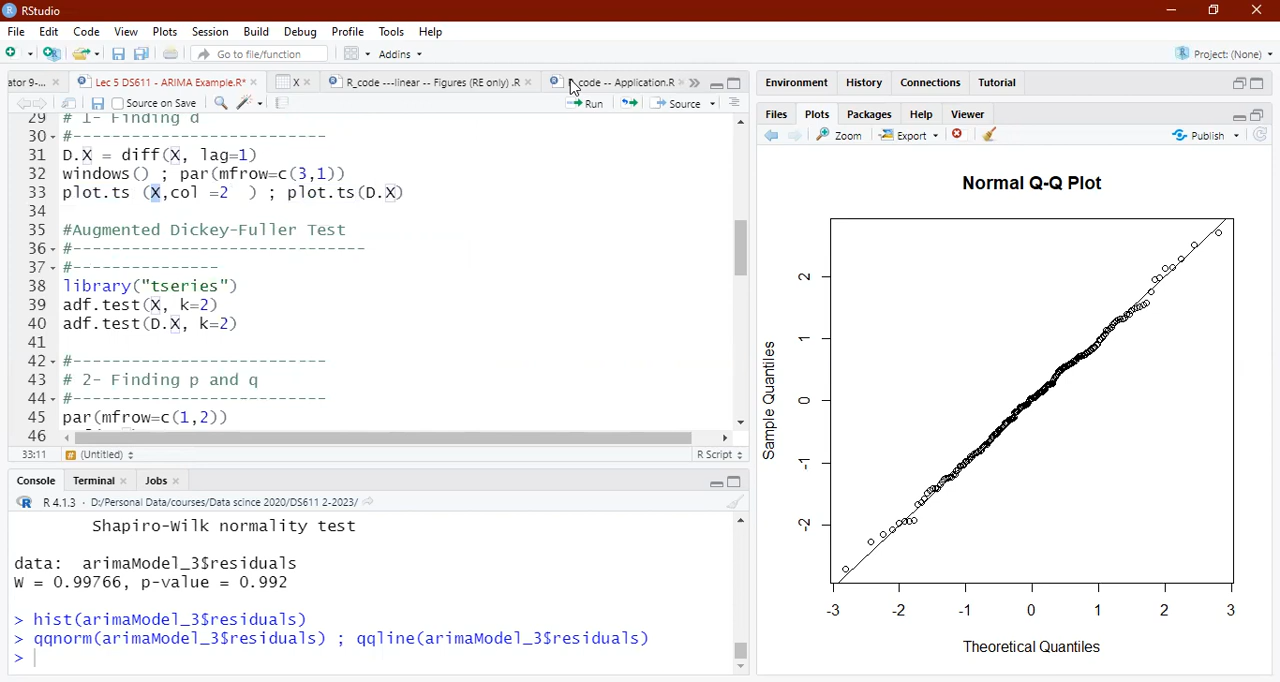 RStudio
File Edit Code View Plots Session Build Debug Profile Tools Help
Go to file/function Addins Project: (None)
ator 9-... Lec 5 DS611 - ARIMA Example.R* X R_code ---linear -- Figures (RE only) .R R_code -- Application.R
Source on Save Run Source
29 # 1- Finding d
30 #---------------------------
31 D.X = diff(X, lag=1)
32 windows() ; par(mfrow=c(3,1))
33 plot.ts (X,col =2 ) ; plot.ts(D.X)
34
35 #Augmented Dickey-Fuller Test
36 #-------------------------------
37 #---------------
38 library("tseries")
39 adf.test(X, k=2)
40 adf.test(D.X, k=2)
41
42 #---------------------------
43 # 2- Finding p and q
44 #---------------------------
45 par(mfrow=c(1,2))
46
33:11 (Untitled) R Script
Console Terminal Jobs
R 4.1.3 · D:/Personal Data/courses/Data scince 2020/DS611 2-2023/
Shapiro-Wilk normality test
data: arimaModel_3$residuals
W = 0.99766, p-value = 0.992
> hist(arimaModel_3$residuals)
> qqnorm(arimaModel_3$residuals) ; qqline(arimaModel_3$residuals)
>
Environment History Connections Tutorial
Files Plots Packages Help Viewer
Zoom Export Publish
Normal Q-Q Plot
Sample Quantiles
2
1
0
-1
-2
-3 -2 -1 0 1 2 3
Theoretical Quantiles